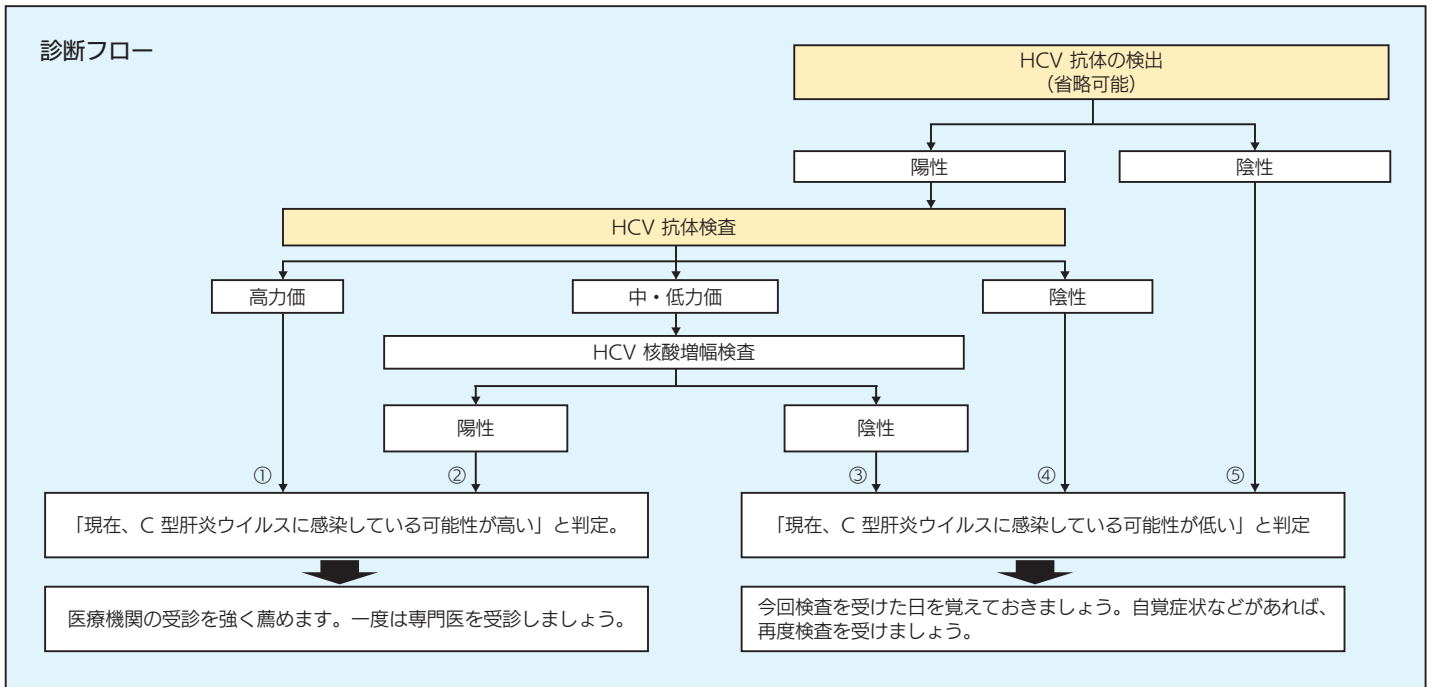 診断フロー
HCV 抗体の検出
（省略可能）
陽性
陰性
HCV 抗体検査
高力価
中・低力価
陰性
HCV 核酸増幅検査
陽性
陰性
①
②
③
④
⑤
「現在、C 型肝炎ウイルスに感染している可能性が高い」と判定。
「現在、C 型肝炎ウイルスに感染している可能性が低い」と判定
医療機関の受診を強く薦めます。一度は専門医を受診しましょう。
今回検査を受けた日を覚えておきましょう。自覚症状などがあれば、
再度検査を受けましょう。